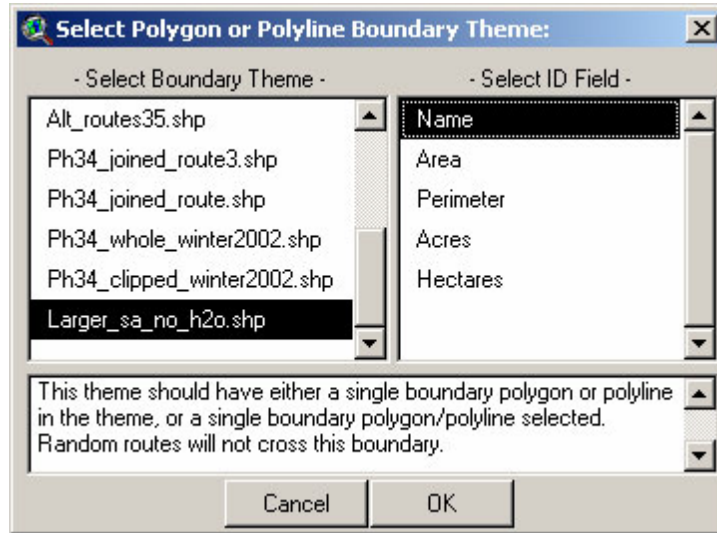 Select Polygon or Polyline Boundary Theme:
- Select Boundary Theme -
Alt_routes35.shp
Ph34_joined_route3.shp
Ph34_joined_route.shp
Ph34_whole_winter2002.shp
Ph34_clipped_winter2002.shp
Larger_sa_no_h2o.shp
- Select ID Field -
Name
Area
Perimeter
Acres
Hectares
This theme should have either a single boundary polygon or polyline
in the theme, or a single boundary polygon/polyline selected.
Random routes will not cross this boundary.
Cancel
OK